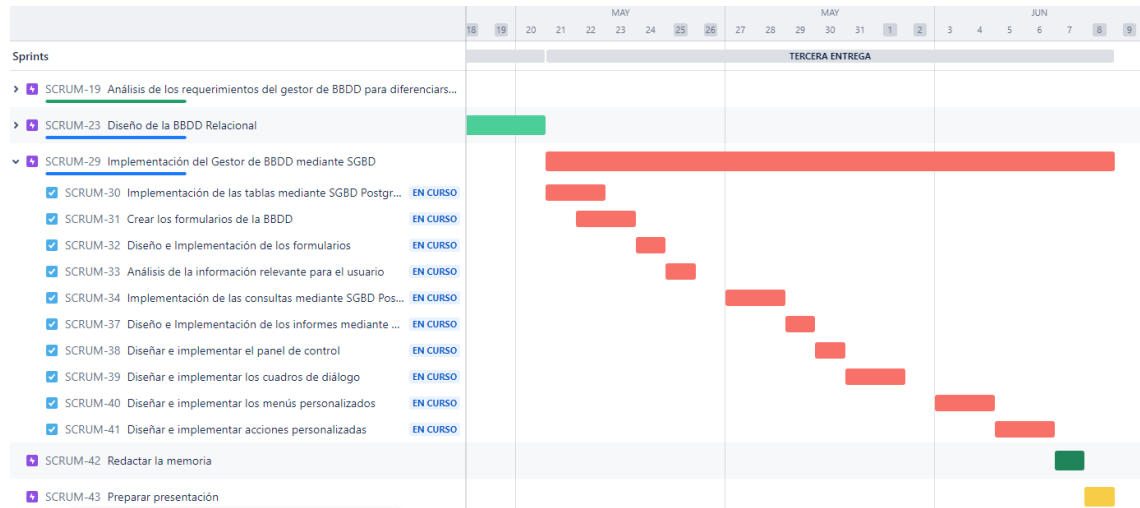 MAY MAY JUN
18 19 20 21 22 23 24 25 26 27 28 29 30 31 1 2 3 4 5 6 7 8 9
Sprints TERCERA ENTREGA
SCRUM-19 Análisis de los requerimientos del gestor de BBDD para diferenciars...
SCRUM-23 Diseño de la BBDD Relacional
SCRUM-29 Implementación del Gestor de BBDD mediante SGBD
SCRUM-30 Implementación de las tablas mediante SGBD Postgr... EN CURSO
SCRUM-31 Crear los formularios de la BBDD EN CURSO
SCRUM-32 Diseño e Implementación de los formularios EN CURSO
SCRUM-33 Análisis de la información relevante para el usuario EN CURSO
SCRUM-34 Implementación de las consultas mediante SGBD Pos... EN CURSO
SCRUM-37 Diseño e Implementación de los informes mediante ... EN CURSO
SCRUM-38 Diseñar e implementar el panel de control EN CURSO
SCRUM-39 Diseñar e implementar los cuadros de diálogo EN CURSO
SCRUM-40 Diseñar e implementar los menús personalizados EN CURSO
SCRUM-41 Diseñar e implementar acciones personalizadas EN CURSO
SCRUM-42 Redactar la memoria
SCRUM-43 Preparar presentación